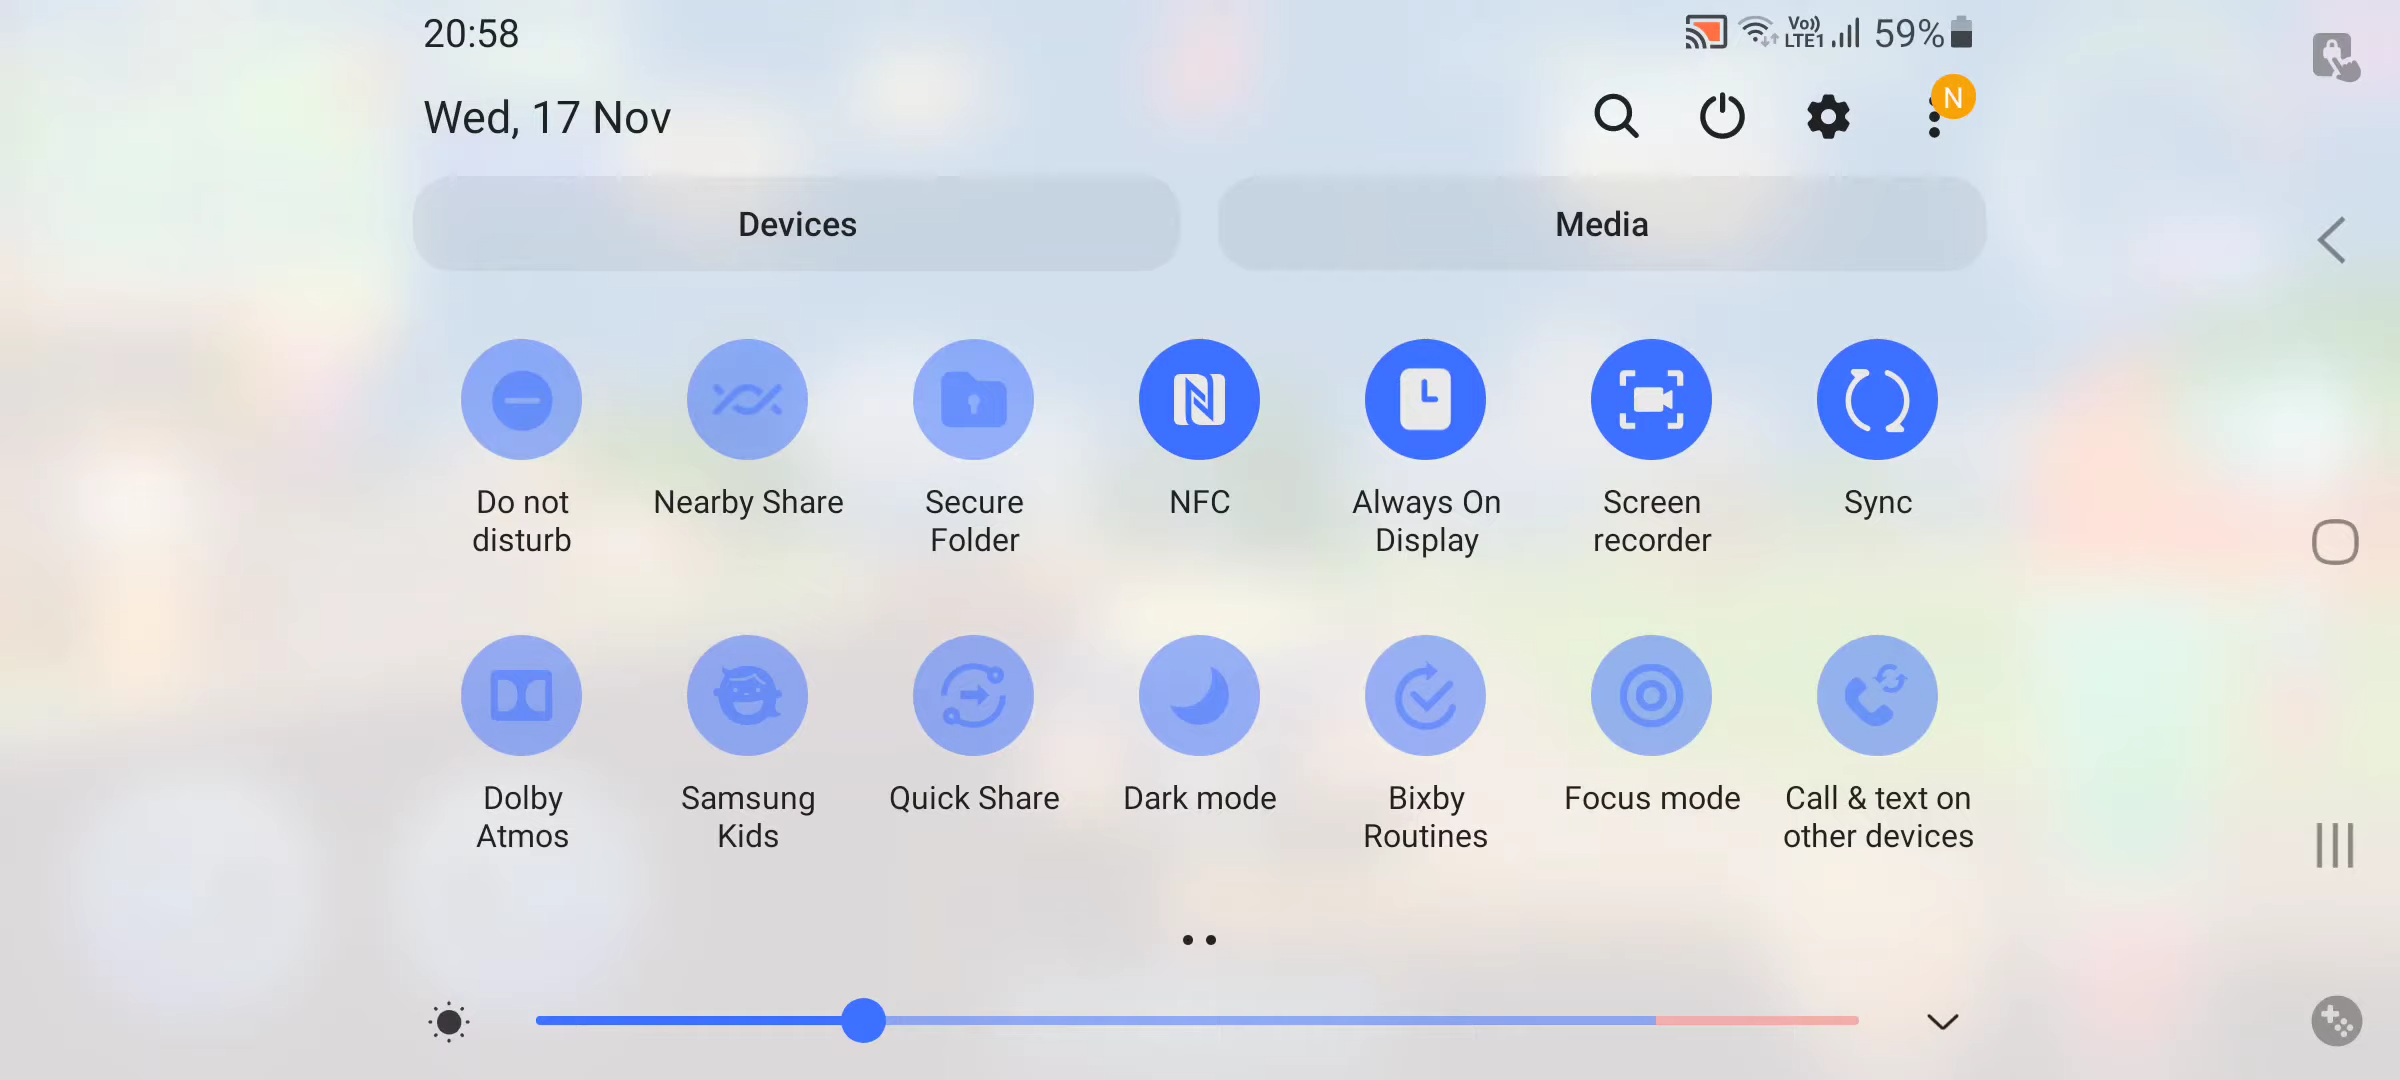 20:58
Vo)) LTE1 59%
Wed, 17 Nov
N
Devices
Media
Do not
disturb
Nearby Share
Secure
Folder
NFC
Always On
Display
Screen
recorder
Sync
Dolby
Atmos
Samsung
Kids
Quick Share
Dark mode
Bixby
Routines
Focus mode
Call & text on
other devices